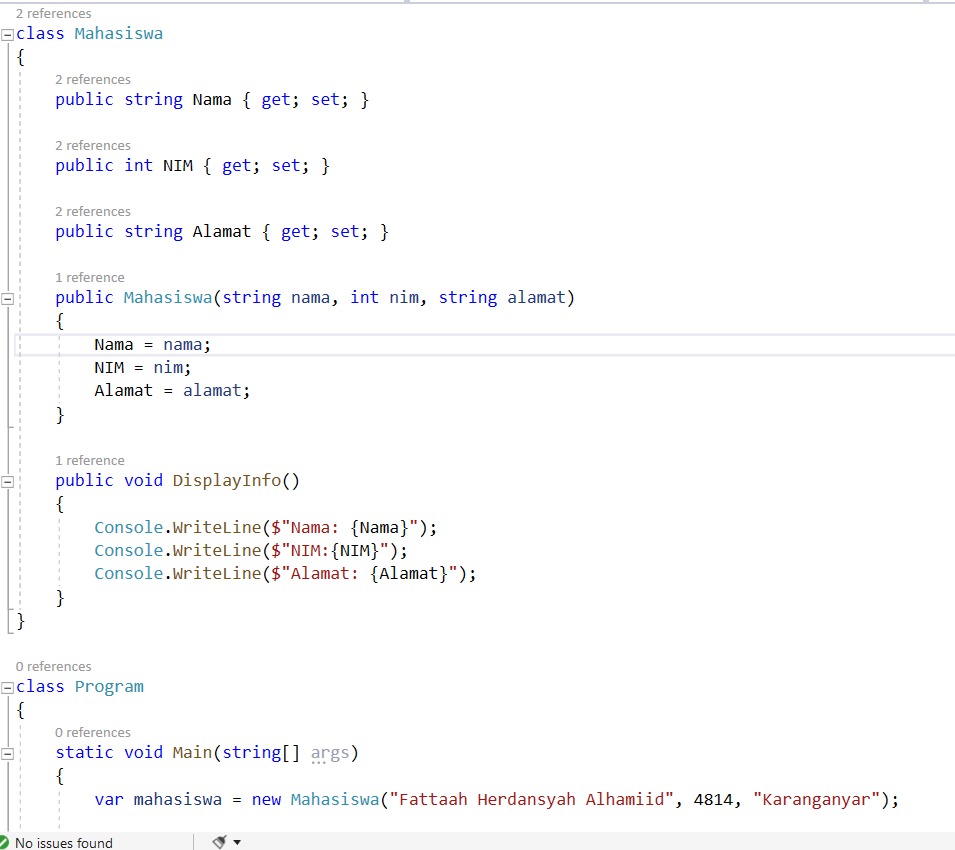 2 references
class Mahasiswa
{
2 references
public string Nama { get; set; }
2 references
public int NIM { get; set; }
2 references
public string Alamat { get; set; }
1 reference
public Mahasiswa(string nama, int nim, string alamat)
{
Nama = nama;
NIM = nim;
Alamat = alamat;
}
1 reference
public void DisplayInfo()
{
Console.WriteLine($"Nama: {Nama}");
Console.WriteLine($"NIM:{NIM}");
Console.WriteLine($"Alamat: {Alamat}");
}
}
0 references
class Program
{
0 references
static void Main(string[] args)
{
var mahasiswa = new Mahasiswa("Fattaah Herdansyah Alhamiid", 4814, "Karanganyar");
No issues found